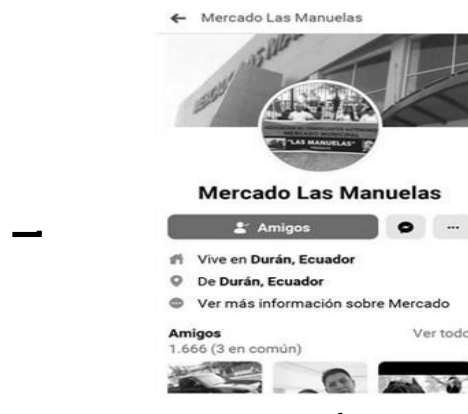 Mercado Las Manuelas
"LAS MANUELAS"
Mercado Las Manuelas
Amigos
Vive en Durán, Ecuador
De Durán, Ecuador
Ver más información sobre Mercado
Amigos
Ver todo
1.666 (3 en común)